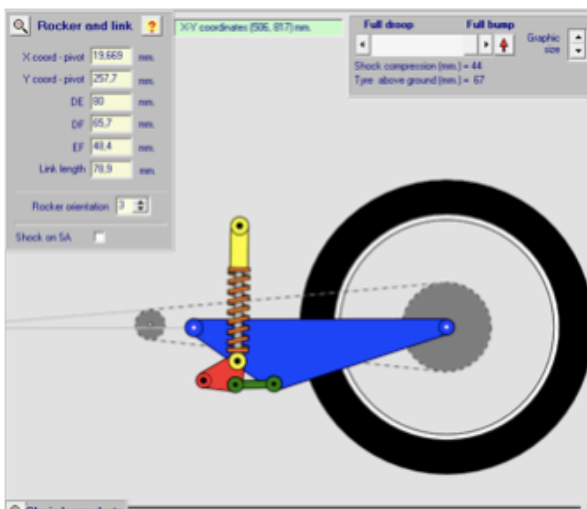 Rocker and link ?
X coord - pivot 19,669 mm.
Y coord - pivot 257,7 mm.
DE 80 mm.
DF 65,7 mm.
EF 48,4 mm.
Link length 78,9 mm.
Rocker orientation 3
Shock on SA
X-Y coordinates (506, 817) mm.
Full droop Full bump
Graphic size
Shock compression (mm.) = 44
Tyre above ground (mm.) = 67